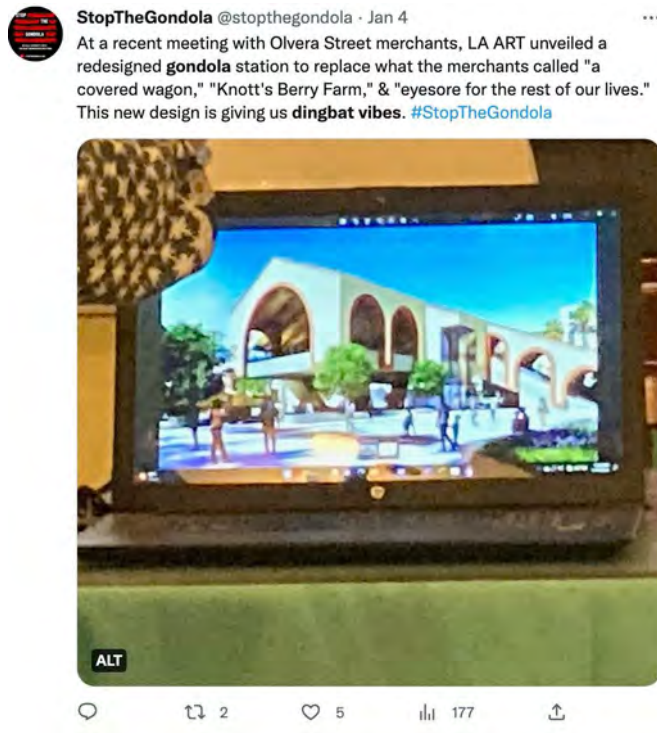 StopTheGondola @stopthegondola · Jan 4
At a recent meeting with Olvera Street merchants, LA ART unveiled a
redesigned gondola station to replace what the merchants called "a
covered wagon," "Knott's Berry Farm," & "eyesore for the rest of our lives."
This new design is giving us dingbat vibes. #StopTheGondola
ALT
2
5
177